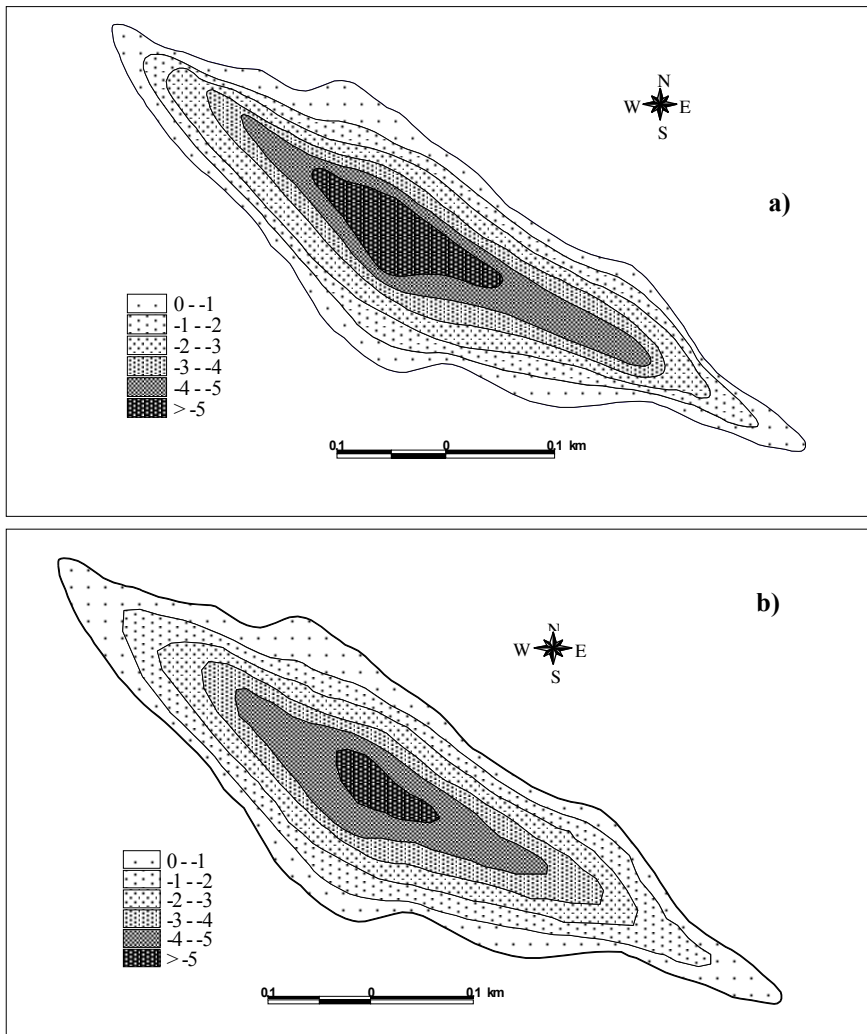 N
W E
S
a)
0 - -1
-1 - -2
-2 - -3
-3 - -4
-4 - -5
> -5
0.1 0 0.1 km
b)
N
W E
S
0 - -1
-1 - -2
-2 - -3
-3 - -4
-4 - -5
> -5
0.1 0 0.1 km